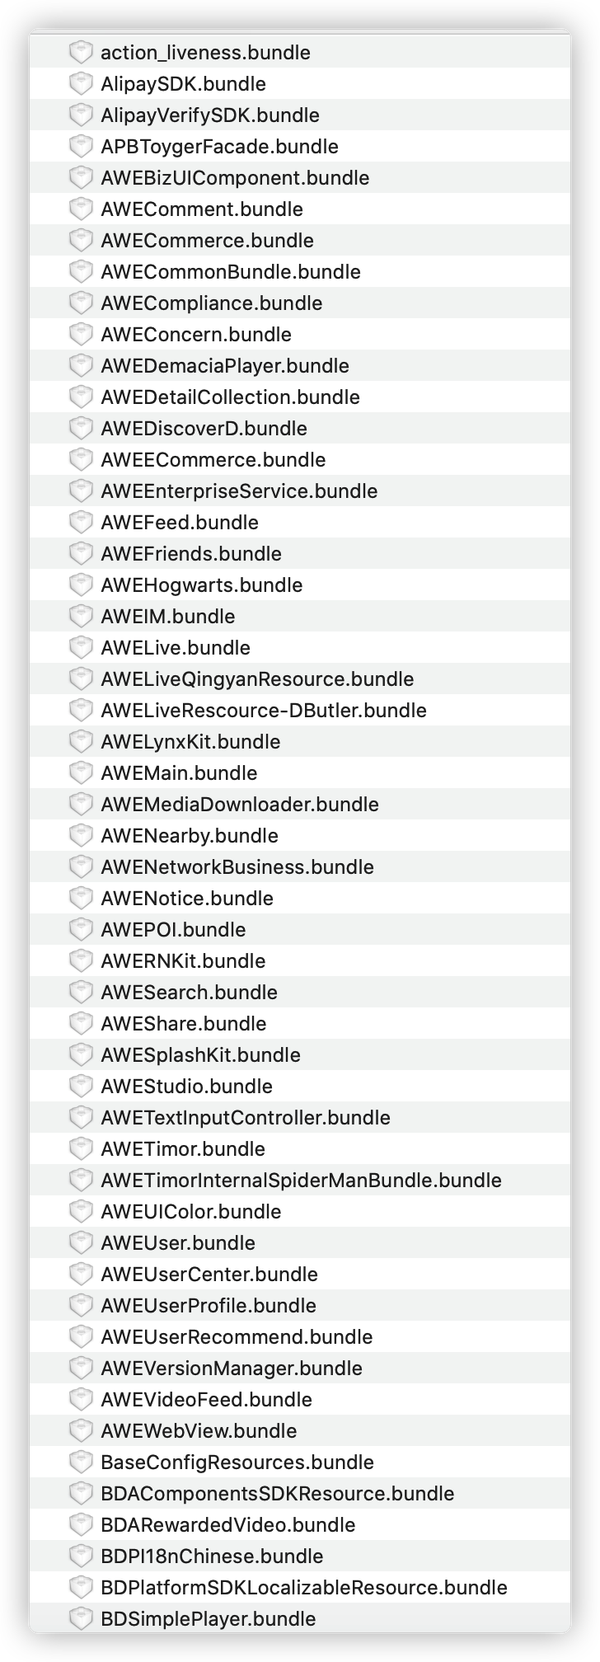 action_liveness.bundle
AlipaySDK.bundle
AlipayVerifySDK.bundle
APBToygerFacade.bundle
AWEBizUIComponent.bundle
AWEComment.bundle
AWECommerce.bundle
AWECommonBundle.bundle
AWECompliance.bundle
AWEConcern.bundle
AWEDemaciaPlayer.bundle
AWEDetailCollection.bundle
AWEDiscoverD.bundle
AWEECommerce.bundle
AWEEnterpriseService.bundle
AWEFeed.bundle
AWEFriends.bundle
AWEHogwarts.bundle
AWEIM.bundle
AWELive.bundle
AWELiveQingyanResource.bundle
AWELiveRescource-DButler.bundle
AWELynxKit.bundle
AWEMain.bundle
AWEMediaDownloader.bundle
AWENearby.bundle
AWENetworkBusiness.bundle
AWENotice.bundle
AWEPOI.bundle
AWERNKit.bundle
AWESearch.bundle
AWEShare.bundle
AWESplashKit.bundle
AWEStudio.bundle
AWETextInputController.bundle
AWETimor.bundle
AWETimorInternalSpiderManBundle.bundle
AWEUIColor.bundle
AWEUser.bundle
AWEUserCenter.bundle
AWEUserProfile.bundle
AWEUserRecommend.bundle
AWEVersionManager.bundle
AWEVideoFeed.bundle
AWEWebView.bundle
BaseConfigResources.bundle
BDAComponentsSDKResource.bundle
BDARewardedVideo.bundle
BDPI18nChinese.bundle
BDPlatformSDKLocalizableResource.bundle
BDSimplePlayer.bundle